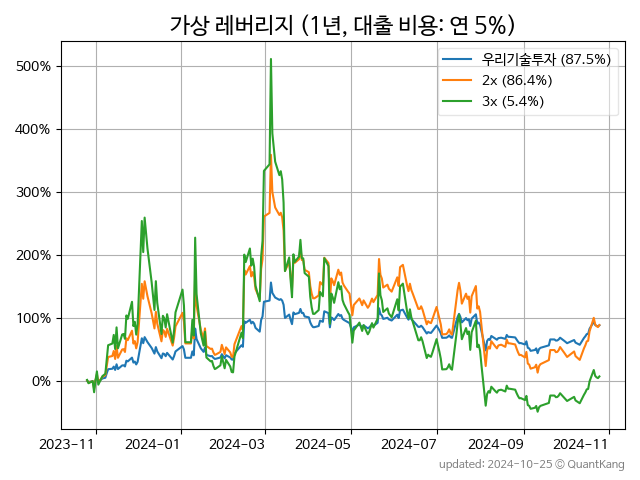 가상 레버리지 (1년, 대출 비용: 연 5%)
우리기술투자 (87.5%)
2x (86.4%)
3x (5.4%)
500%
400%
300%
200%
100%
0%
2023-11 2024-01 2024-03 2024-05 2024-07 2024-09 2024-11
updated: 2024-10-25 © QuantKang